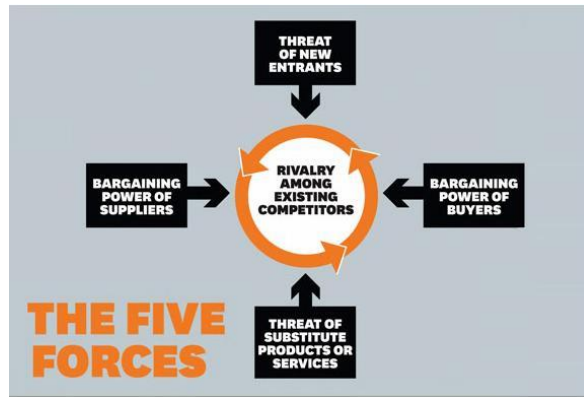 THREAT
OF NEW
ENTRANTS
BARGAINING
POWER OF
SUPPLIERS
RIVALRY
AMONG
EXISTING
COMPETITORS
BARGAINING
POWER OF
BUYERS
THREAT OF
SUBSTITUTE
PRODUCTS OR
SERVICES
THE FIVE
FORCES